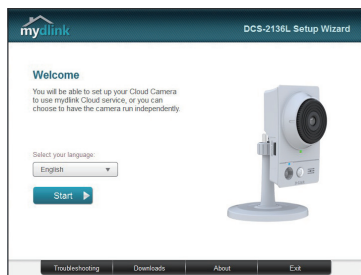 mydlink
DCS-2136L Setup Wizard
Welcome
You will be able to set up your Cloud Camera
to use mydlink Cloud service, or you can
choose to have the camera run independently.
Select your language:
English
Start
Troubleshooting
Downloads
About
Exit